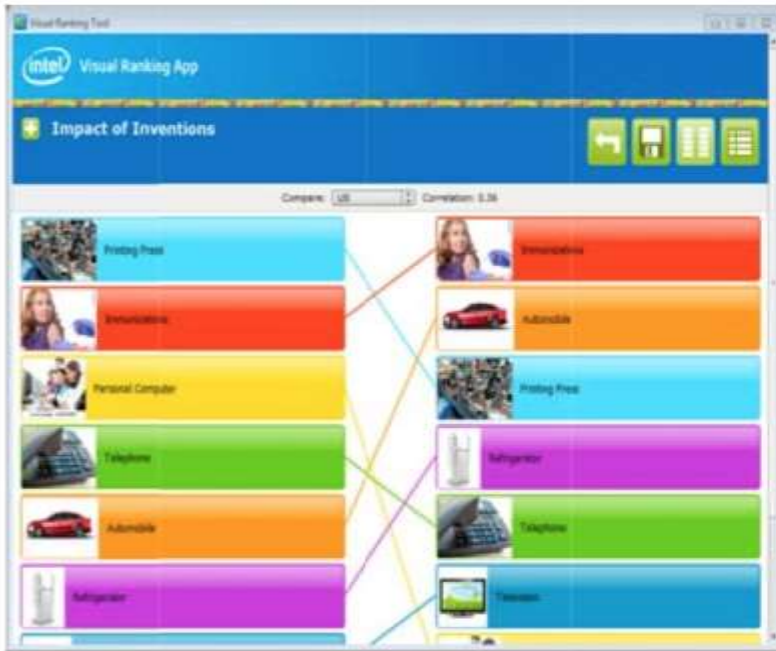 Visual Ranking Tool
intel Visual Ranking App
Impact of Inventions
Compare: US Correlation: 0.36
Printing Press
Immunizations
Personal Computer
Telephone
Automobile
Refrigerator
Immunizations
Automobile
Printing Press
Refrigerator
Telephone
Television